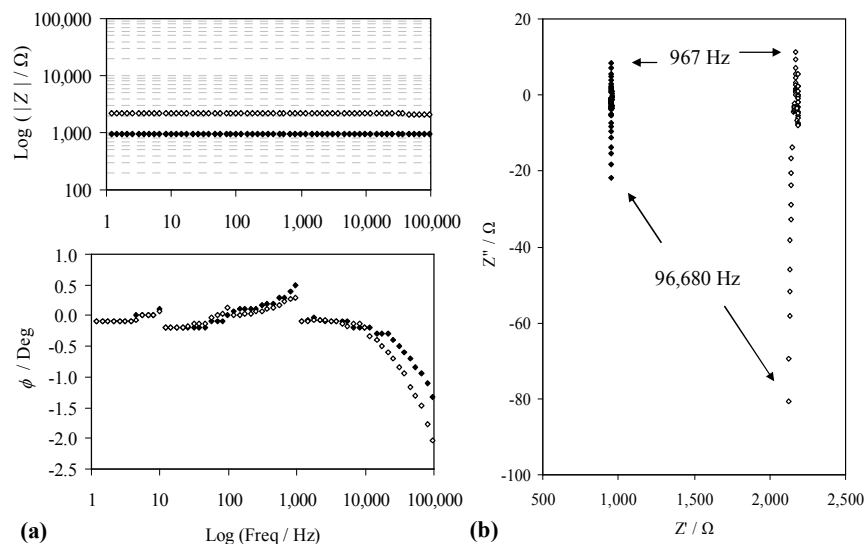 100,000
10,000
1,000
100
Log ( |Z| / Ω)
1 10 100 1,000 10,000 100,000
1.0
0.5
0.0
-0.5
-1.0
-1.5
-2.0
-2.5
ϕ / Deg
1 10 100 1,000 10,000 100,000
Log (Freq / Hz)
(a)
20
0
-20
-40
-60
-80
-100
Z" / Ω
967 Hz
96,680 Hz
500 1,000 1,500 2,000 2,500
Z' / Ω
(b)